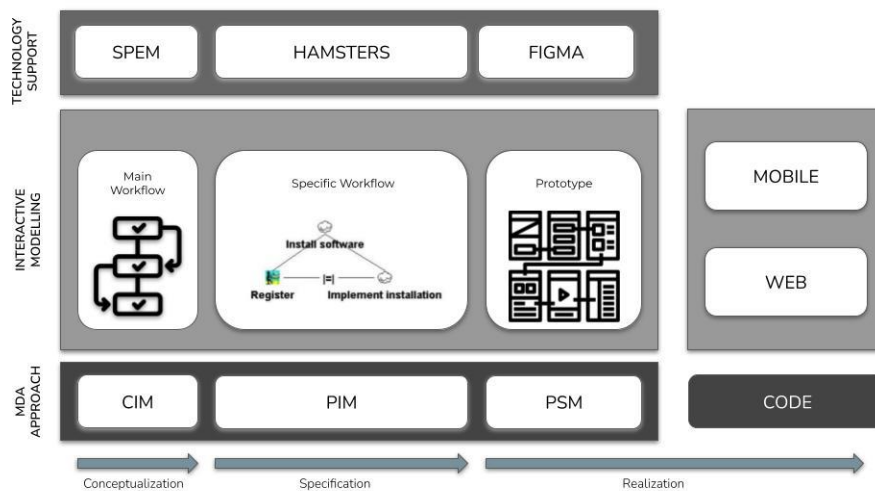 TECHNOLOGY
SUPPORT
SPEM
HAMSTERS
FIGMA
INTERACTIVE
MODELLING
Main
Workflow
Specific Workflow
Install software
Register
|=|
Implement installation
Prototype
MOBILE
WEB
MDA
APPROACH
CIM
PIM
PSM
CODE
Conceptualization
Specification
Realization